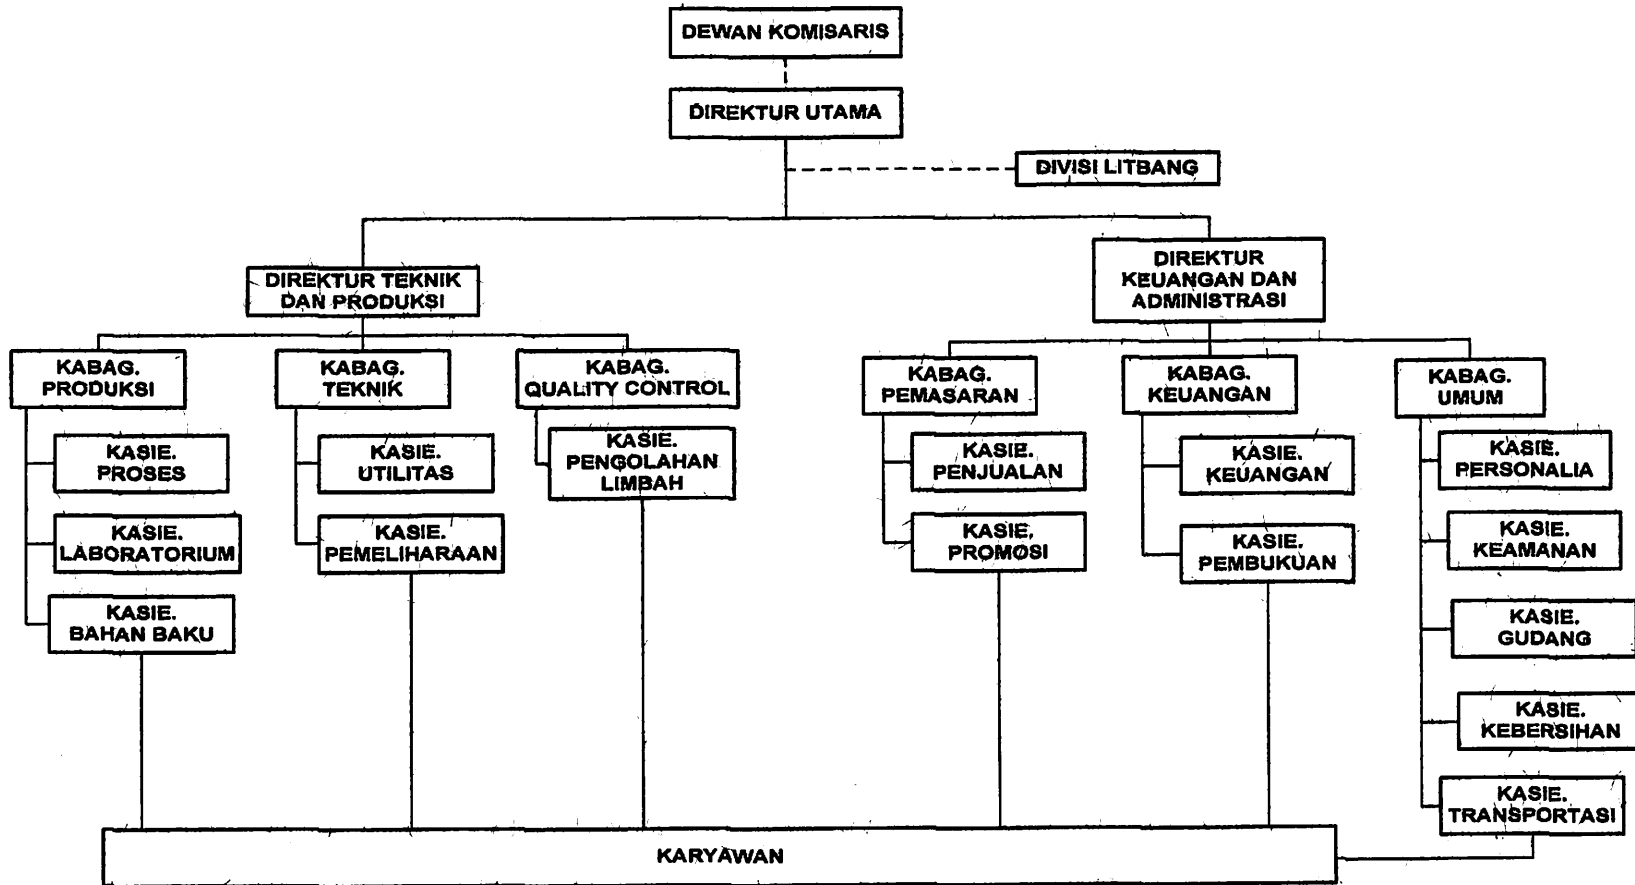 DEWAN KOMISARIS
DIREKTUR UTAMA
DIVISI LITBANG
DIREKTUR TEKNIK
DAN PRODUKSI
DIREKTUR
KEUANGAN DAN
ADMINISTRASI
KABAG.
PRODUKSI
KABAG.
TEKNIK
KABAG.
QUALITY CONTROL
KABAG.
PEMASARAN
KABAG.
KEUANGAN
KABAG.
UMUM
KASIE.
PROSES
KASIE.
LABORATORIUM
KASIE.
BAHAN BAKU
KASIE.
UTILITAS
KASIE.
PEMELIHARAAN
KASIE.
PENGOLAHAN
LIMBAH
KASIE.
PENJUALAN
KASIE.
PROMOSI
KASIE.
KEUANGAN
KASIE.
PEMBUKUAN
KASIE.
PERSONALIA
KASIE.
KEAMANAN
KASIE.
GUDANG
KASIE.
KEBERSIHAN
KASIE.
TRANSPORTASI
KARYAWAN